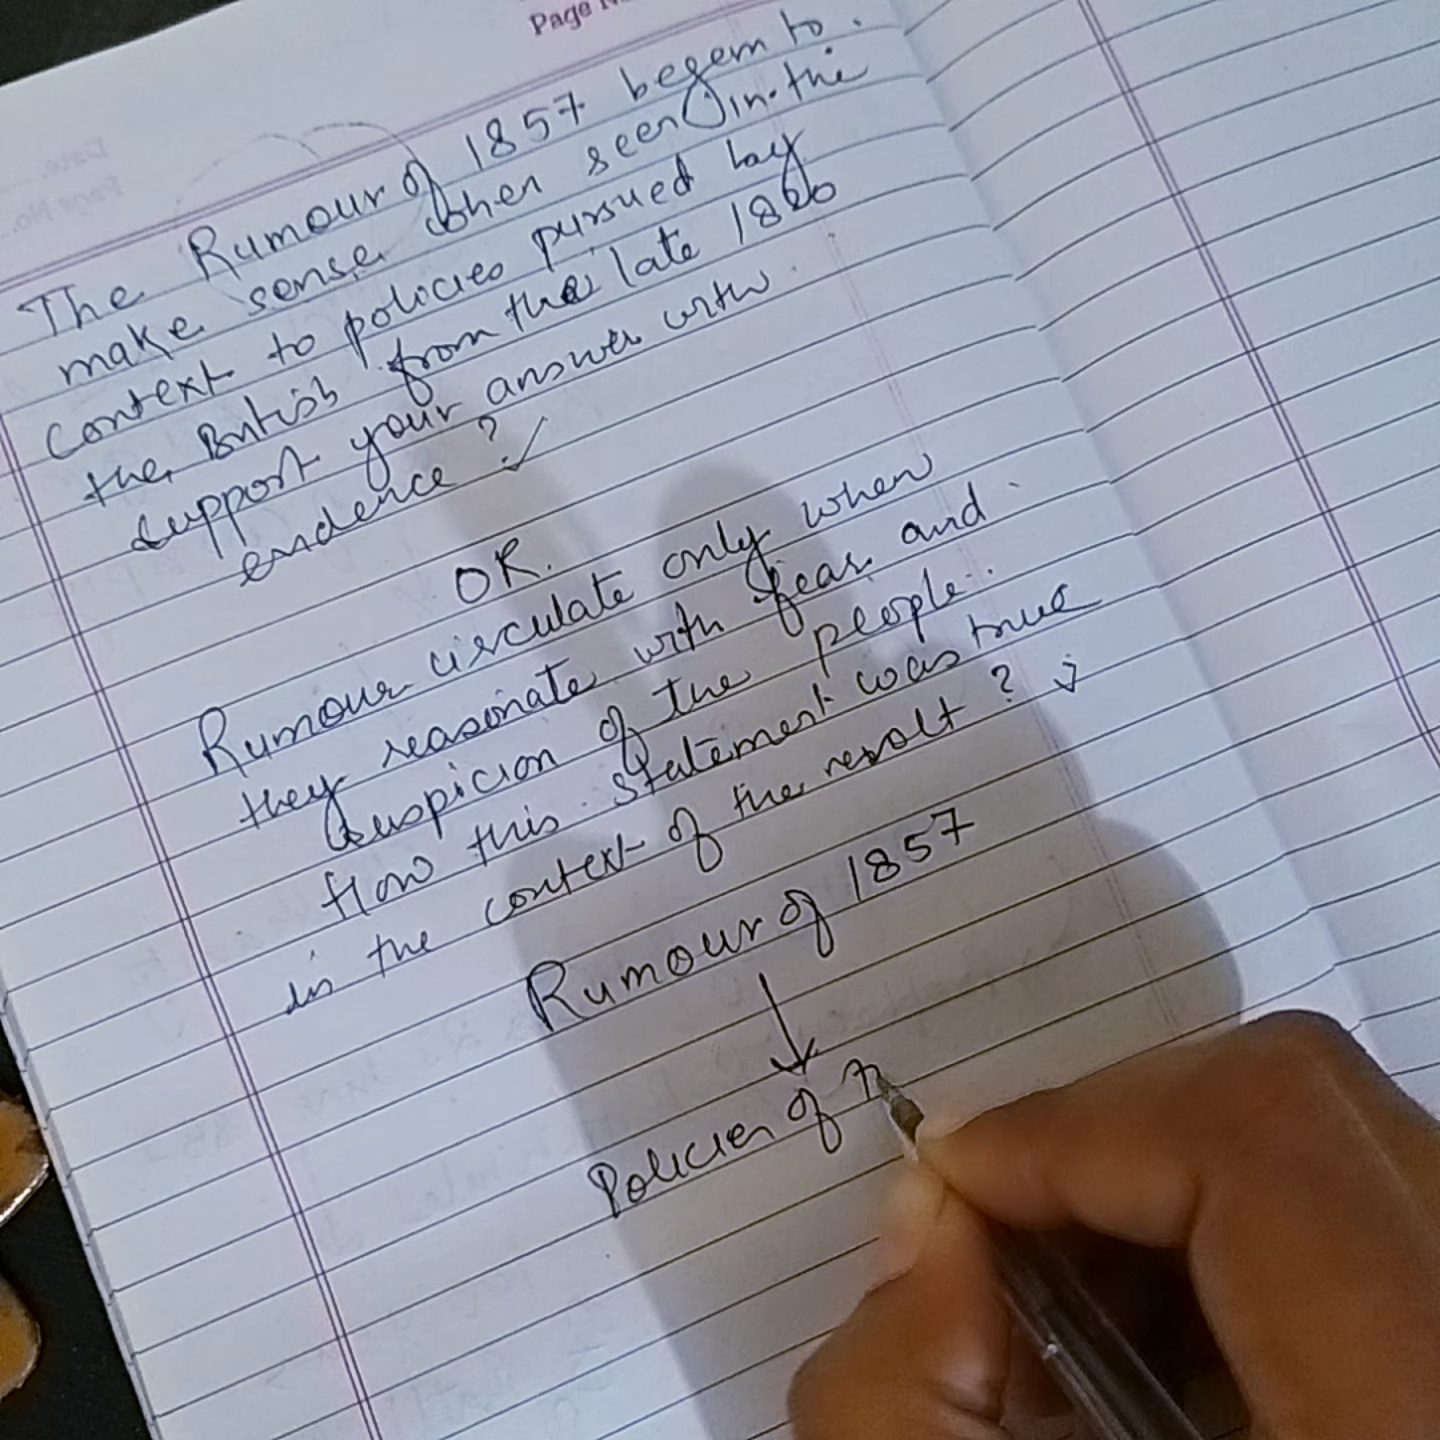 Page N
The Rumour of 1857 begem to
make sense when seen in the
context to policies pursued by
the British from the late 1820
support your answer with
endence?
OR.
Rumour circulate only when
they reasonate with fear and
suspicion of the people.
How this statement was true
in the context of the revolt?
Rumour of 1857
Policies of